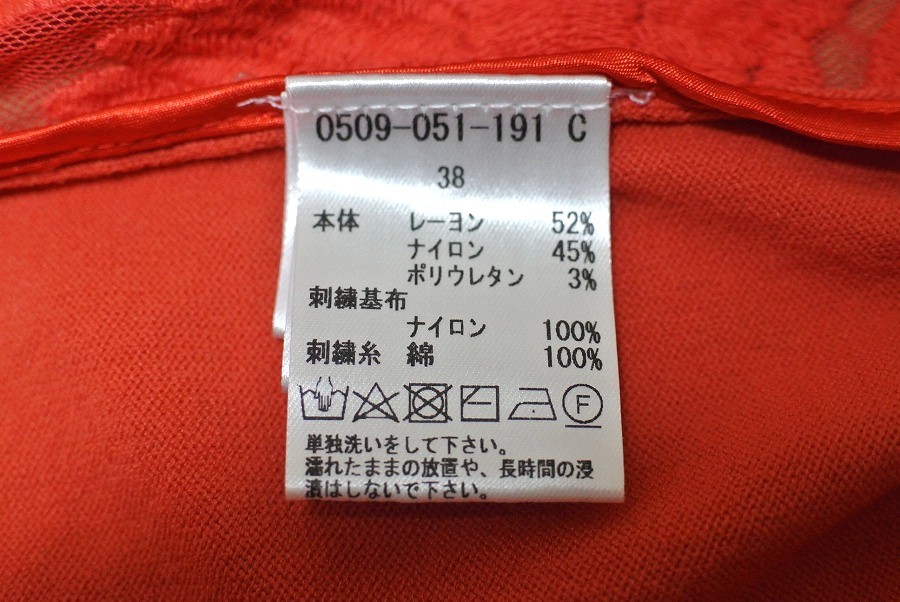 0509-051-191 C
38
本体 レーヨン 52%
ナイロン 45%
ポリウレタン 3%
刺繍基布
ナイロン 100%
刺繍糸 綿 100%
F
単独洗いをして下さい。
濡れたままの放置や、長時間の浸
漬はしないで下さい。